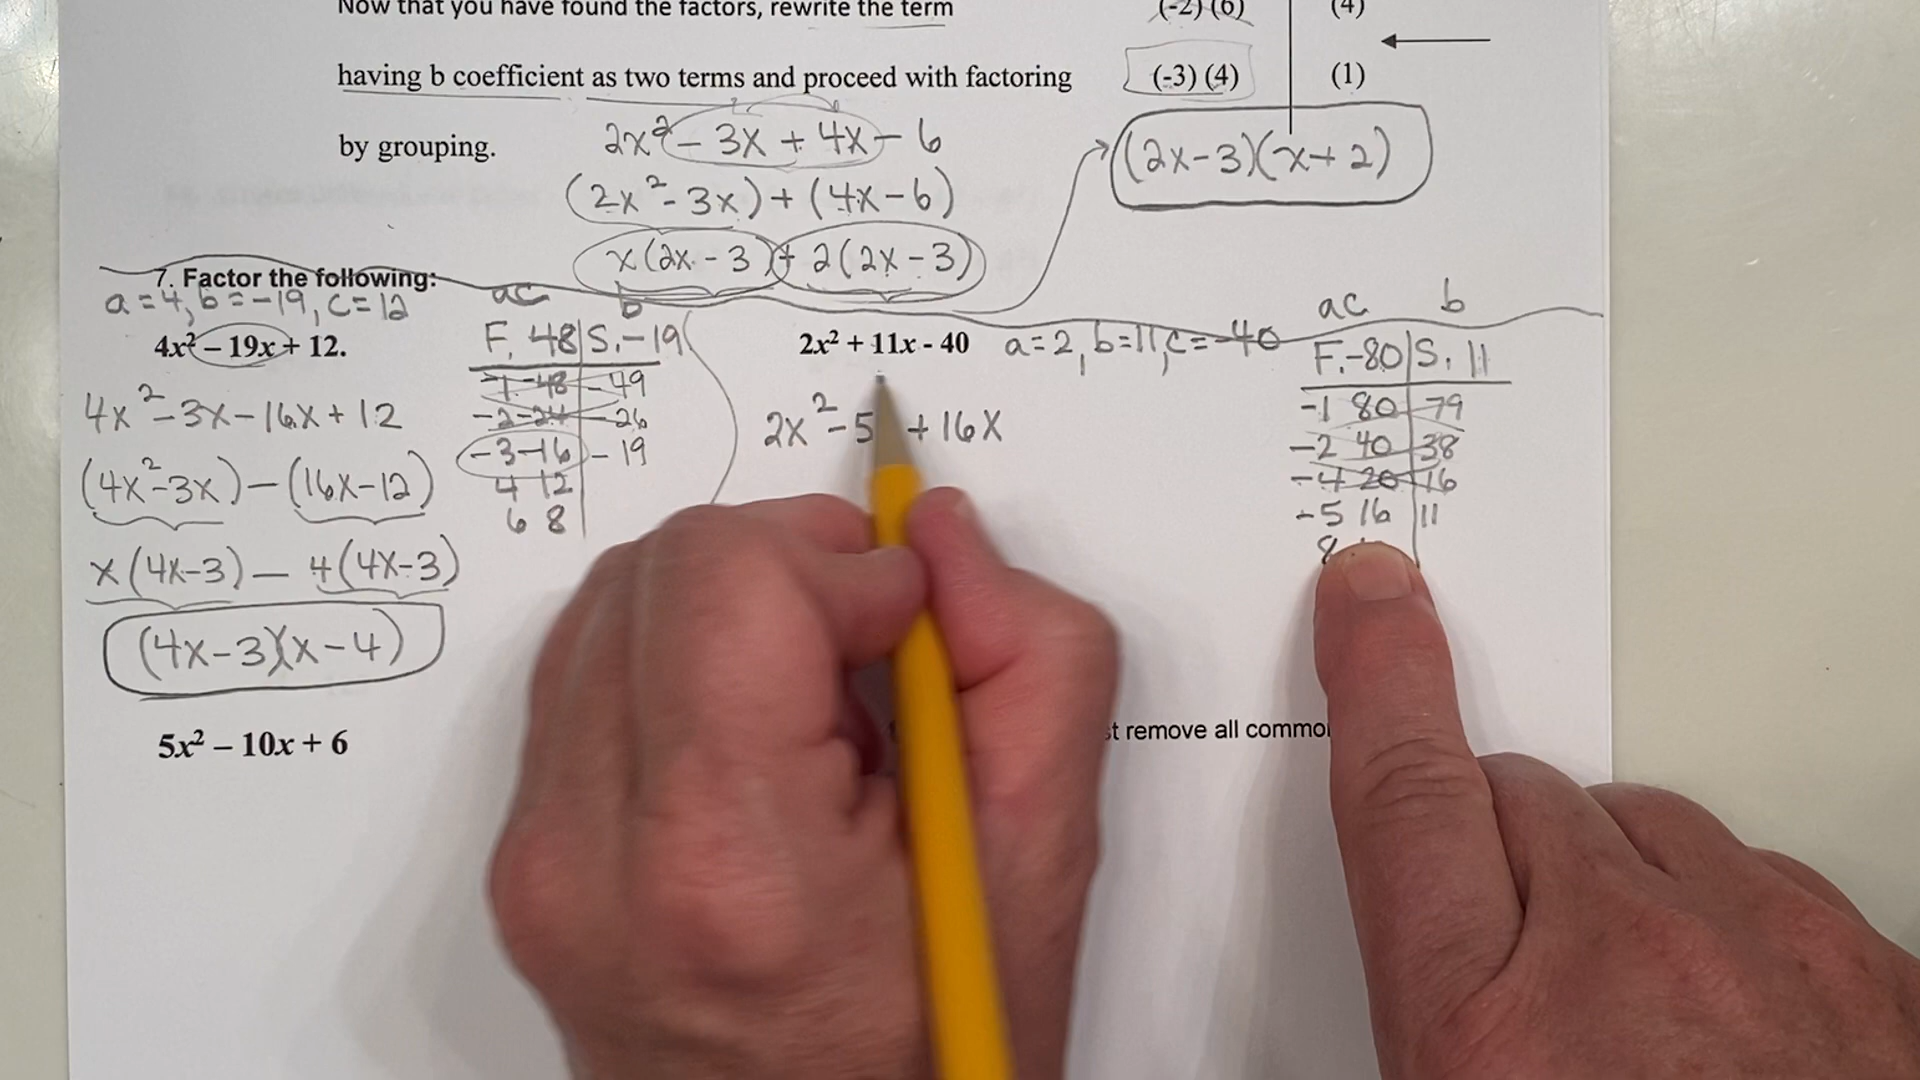 Now that you have found the factors, rewrite the term
(-2) (6) (4)
having b coefficient as two terms and proceed with factoring
(-3) (4) (1)
by grouping.
2x² - 3x + 4x - 6
(2x² - 3x) + (4x - 6)
x(2x - 3) + 2(2x - 3)
(2x-3)(x+2)
7. Factor the following:
a = 4, b = -19, c = 12
4x² – 19x + 12.
4x² - 3x - 16x + 12
(4x² - 3x) - (16x - 12)
x(4x-3) - 4(4x-3)
(4x-3)(x-4)
ac b
F. 48 S. -19
-1 -48 -49
-2 -24 -26
-3 -16 -19
4 12
6 8
2x² + 11x - 40
a = 2, b = 11, c = -40
2x² - 5 + 16x
ac b
F. -80 S. 11
-1 80 79
-2 40 38
-4 20 16
-5 16 11
8
5x² – 10x + 6
st remove all commo